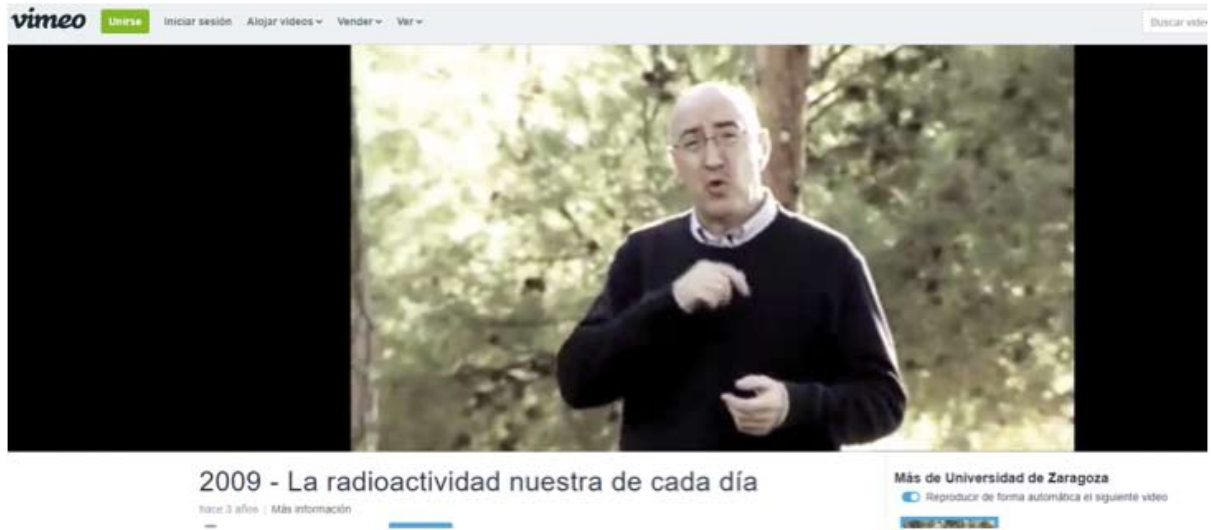 vimeo Unirse Iniciar sesión Alojar videos Vender Ver Buscar vide
2009 - La radioactividad nuestra de cada día
hace 3 años | Más información
Más de Universidad de Zaragoza
Reproducir de forma automática el siguiente video